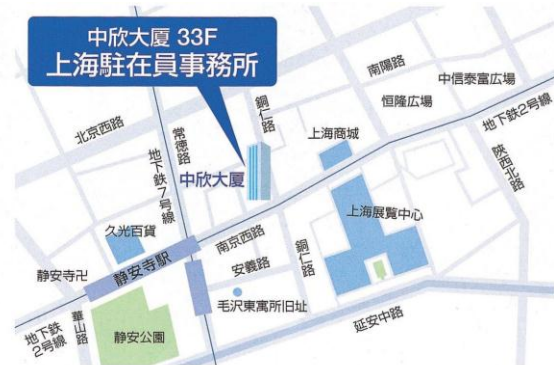 中欣大厦 33F
上海駐在員事務所
南陽路
中信泰富広場
恒隆広場
地下鉄2号線
北京西路
常徳路
銅仁路
上海商城
陝西北路
地下鉄7号線
中欣大厦
上海展覧中心
久光百貨
南京西路
銅仁路
静安寺駅
安義路
静安寺卍
毛沢東寓所旧址
延安中路
地下鉄
2号線
華山路
静安公園